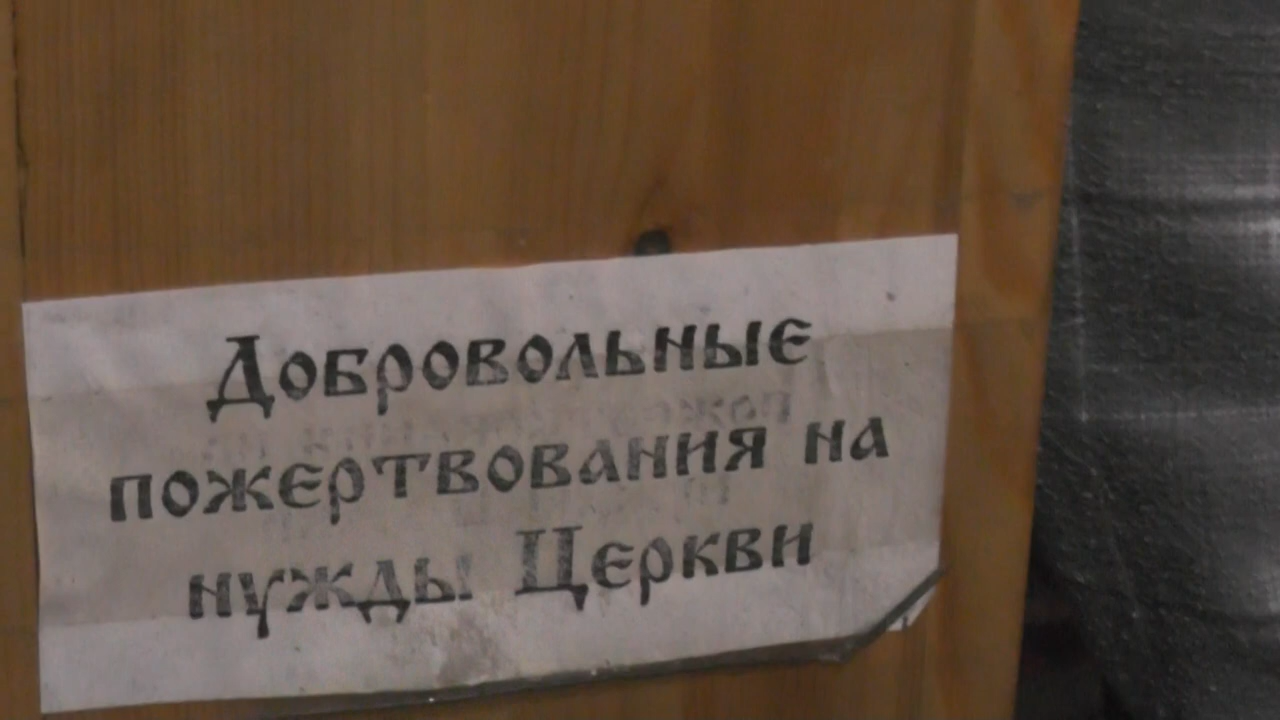 Добровольные
пожертвования на
нужды Церкви